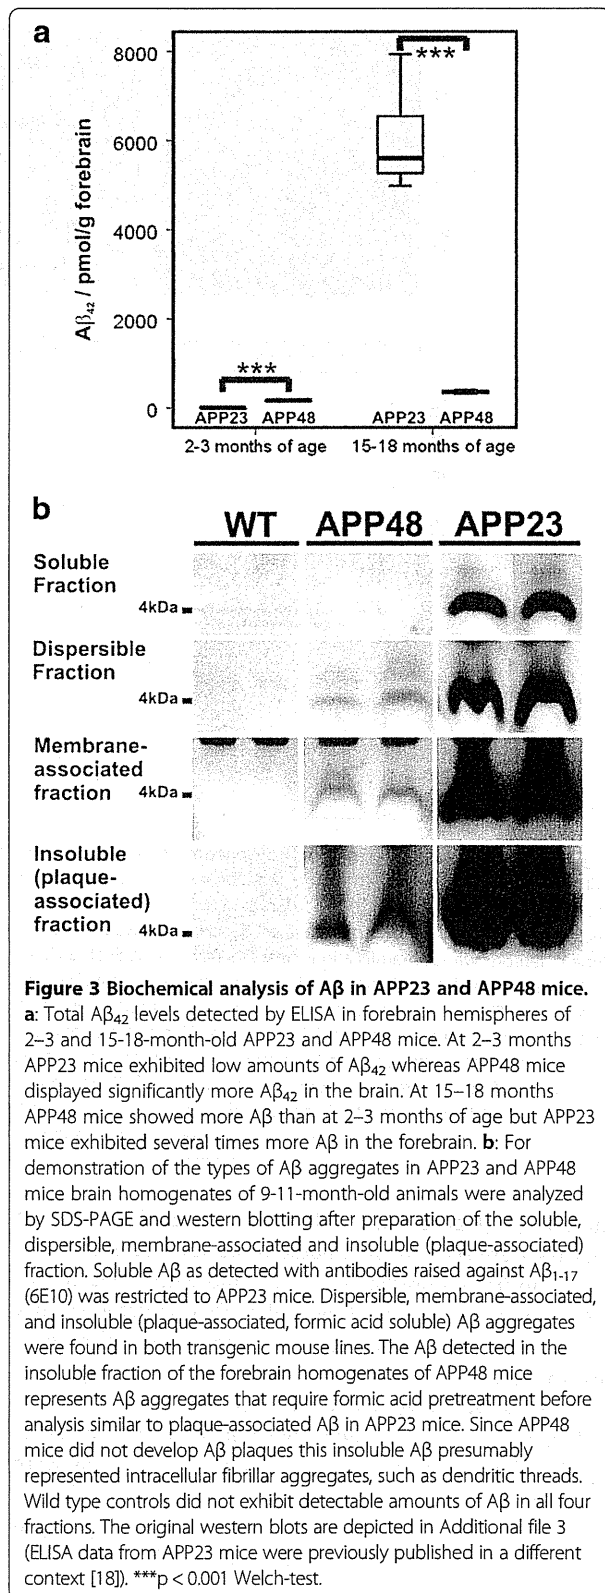 a
8000
6000
4000
2000
0
Aβ₄₂ / pmol/g forebrain
***
***
APP23 APP48 APP23 APP48
2-3 months of age 15-18 months of age
b
WT APP48 APP23
Soluble
Fraction
4kDa
Dispersible
Fraction
4kDa
Membrane-
associated
fraction
4kDa
Insoluble
(plaque-
associated)
fraction
4kDa
Figure 3 Biochemical analysis of Aβ in APP23 and APP48 mice.
a: Total Aβ₄₂ levels detected by ELISA in forebrain hemispheres of
2–3 and 15-18-month-old APP23 and APP48 mice. At 2–3 months
APP23 mice exhibited low amounts of Aβ₄₂ whereas APP48 mice
displayed significantly more Aβ₄₂ in the brain. At 15–18 months
APP48 mice showed more Aβ than at 2–3 months of age but APP23
mice exhibited several times more Aβ in the forebrain. b: For
demonstration of the types of Aβ aggregates in APP23 and APP48
mice brain homogenates of 9-11-month-old animals were analyzed
by SDS-PAGE and western blotting after preparation of the soluble,
dispersible, membrane-associated and insoluble (plaque-associated)
fraction. Soluble Aβ as detected with antibodies raised against Aβ₁₋₁₇
(6E10) was restricted to APP23 mice. Dispersible, membrane-associated,
and insoluble (plaque-associated, formic acid soluble) Aβ aggregates
were found in both transgenic mouse lines. The Aβ detected in the
insoluble fraction of the forebrain homogenates of APP48 mice
represents Aβ aggregates that require formic acid pretreatment before
analysis similar to plaque-associated Aβ in APP23 mice. Since APP48
mice did not develop Aβ plaques this insoluble Aβ presumably
represented intracellular fibrillar aggregates, such as dendritic threads.
Wild type controls did not exhibit detectable amounts of Aβ in all four
fractions. The original western blots are depicted in Additional file 3
(ELISA data from APP23 mice were previously published in a different
context [18]). ***p < 0.001 Welch-test.